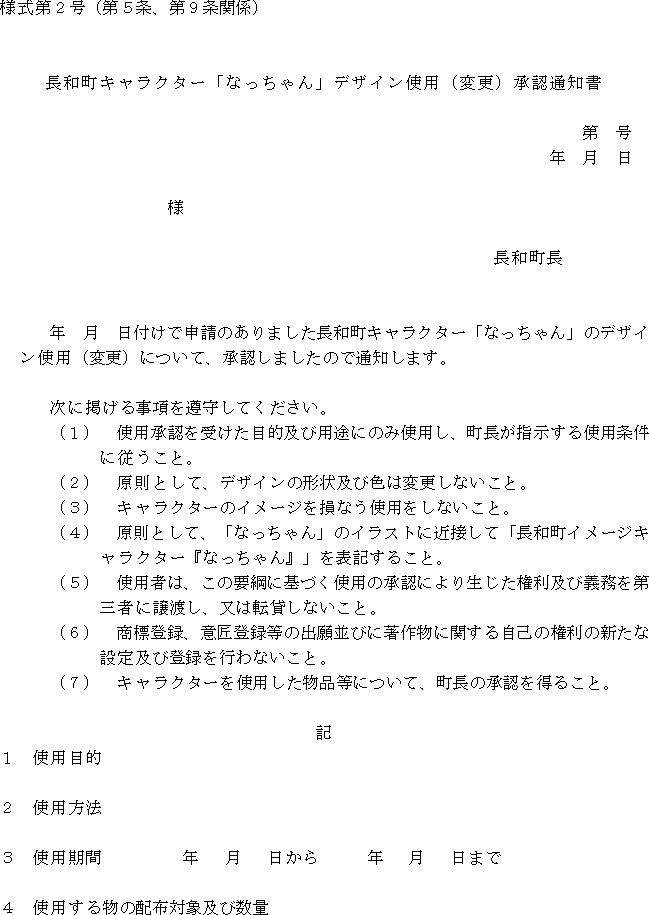 様式第２号（第５条、第９条関係）
長和町キャラクター「なっちゃん」デザイン使用（変更）承認通知書
第　号
年　月　日
様
長和町長
年　月　日付けで申請のありました長和町キャラクター「なっちゃん」のデザイ
ン使用（変更）について、承認しましたので通知します。
次に掲げる事項を遵守してください。
（１）　使用承認を受けた目的及び用途にのみ使用し、町長が指示する使用条件
に従うこと。
（２）　原則として、デザインの形状及び色は変更しないこと。
（３）　キャラクターのイメージを損なう使用をしないこと。
（４）　原則として、「なっちゃん」のイラストに近接して「長和町イメージキ
ャラクター『なっちゃん』」を表記すること。
（５）　使用者は、この要綱に基づく使用の承認により生じた権利及び義務を第
三者に譲渡し、又は転貸しないこと。
（６）　商標登録、意匠登録等の出願並びに著作物に関する自己の権利の新たな
設定及び登録を行わないこと。
（７）　キャラクターを使用した物品等について、町長の承認を得ること。
記
１　使用目的
２　使用方法
３　使用期間　　　　　年　月　日から　　　年　月　日まで
４　使用する物の配布対象及び数量